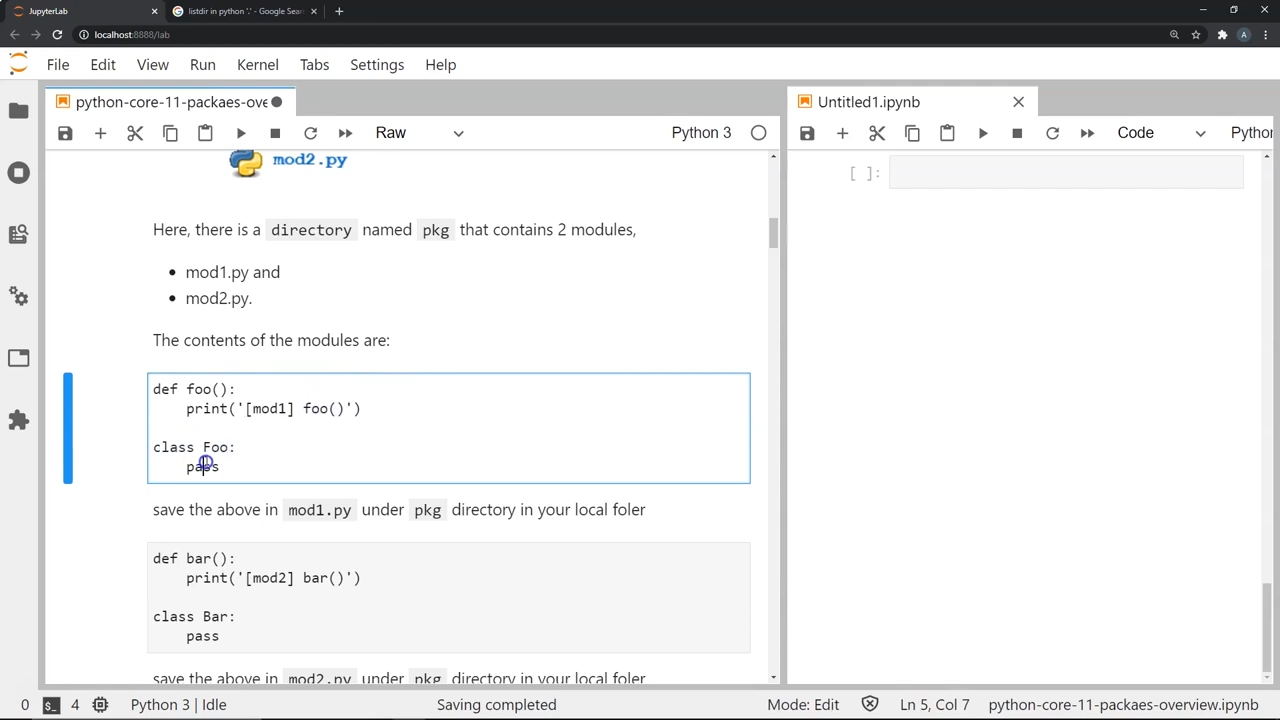 JupyterLab
listdir in python '.' - Google Sear
localhost:8888/lab
File Edit View Run Kernel Tabs Settings Help
python-core-11-packaes-ove
Untitled1.ipynb
Raw
Python 3
Code
Pytho
mod2.py
[ ]:
Here, there is a directory named pkg that contains 2 modules,
• mod1.py and
• mod2.py.
The contents of the modules are:
def foo():
    print('[mod1] foo()')
class Foo:
    pass
save the above in mod1.py under pkg directory in your local foler
def bar():
    print('[mod2] bar()')
class Bar:
    pass
save the above in mod2.py under pkg directory in your local foler
0
4
Python 3 | Idle
Saving completed
Mode: Edit
Ln 5, Col 7
python-core-11-packaes-overview.ipynb